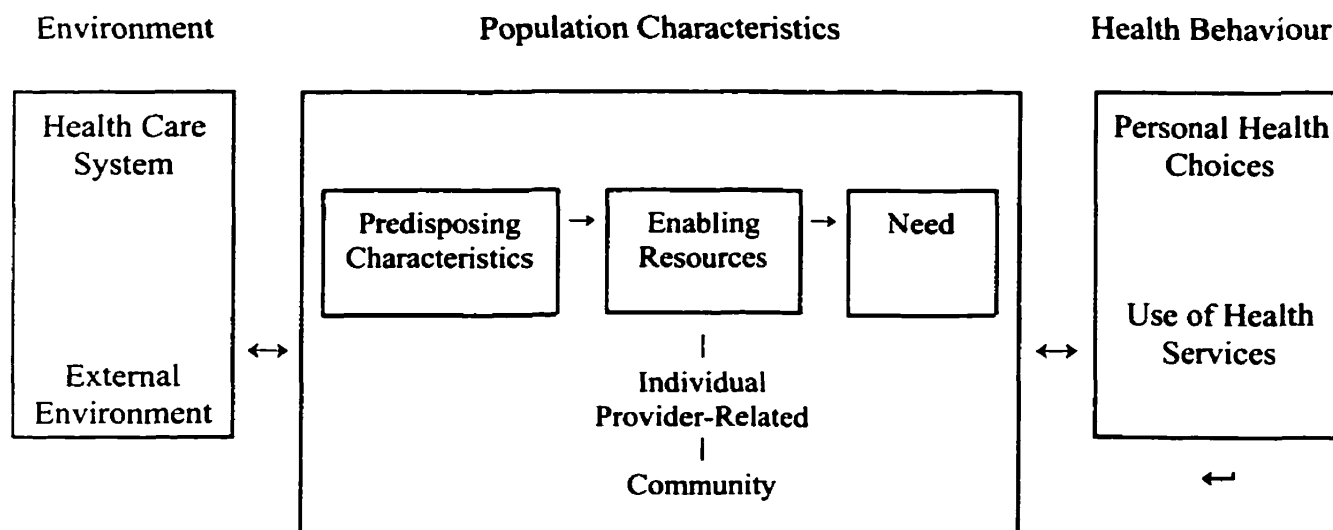 Environment
Population Characteristics
Health Behaviour
Health Care
System
External
Environment
Predisposing
Characteristics
Enabling
Resources
Need
Individual
Provider-Related
Community
Personal Health
Choices
Use of Health
Services